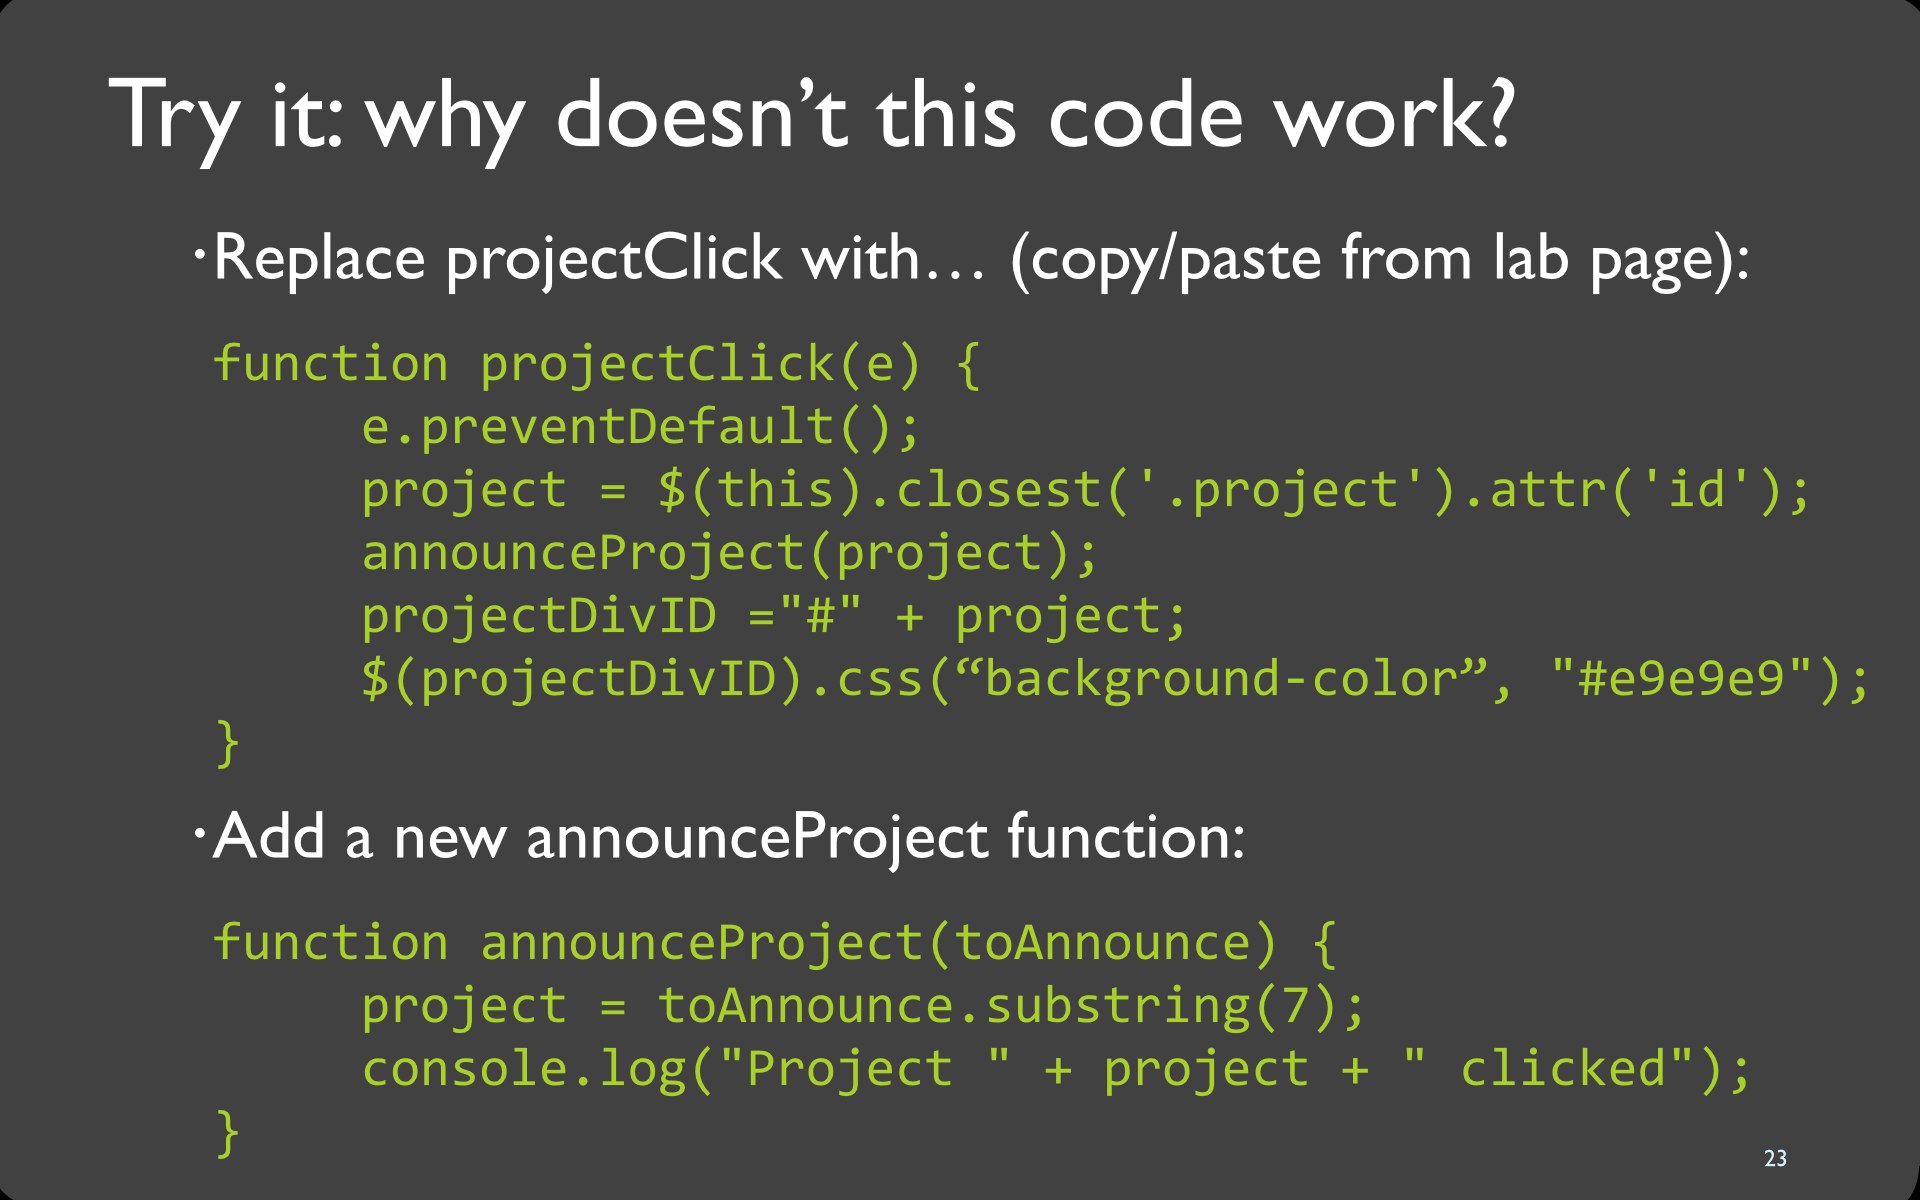 Try it: why doesn’t this code work?
·Replace projectClick with… (copy/paste from lab page):
function projectClick(e) {
     e.preventDefault();
     project = $(this).closest('.project').attr('id');
     announceProject(project);
     projectDivID ="#" + project;
     $(projectDivID).css(“background-color”, "#e9e9e9");
}
·Add a new announceProject function:
function announceProject(toAnnounce) {
     project = toAnnounce.substring(7);
     console.log("Project " + project + " clicked");
}
23